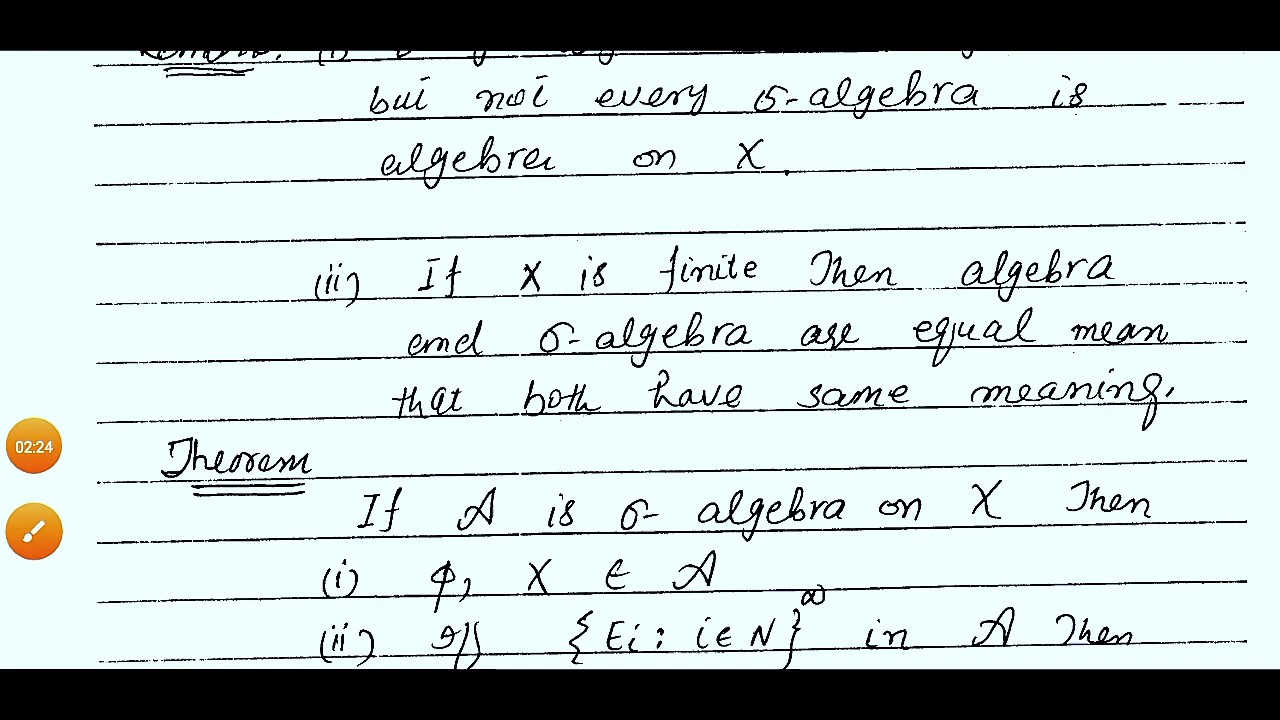 but not every σ-algebra is
algebra on X.
(ii) If X is finite Then algebra
and σ-algebra are equal mean
that both have same meaning.
Theorem
If A is σ- algebra on X Then
(i) φ, X ∈ A
(ii) If {Ei : i ∈ N}^∞ in A Then
02:24